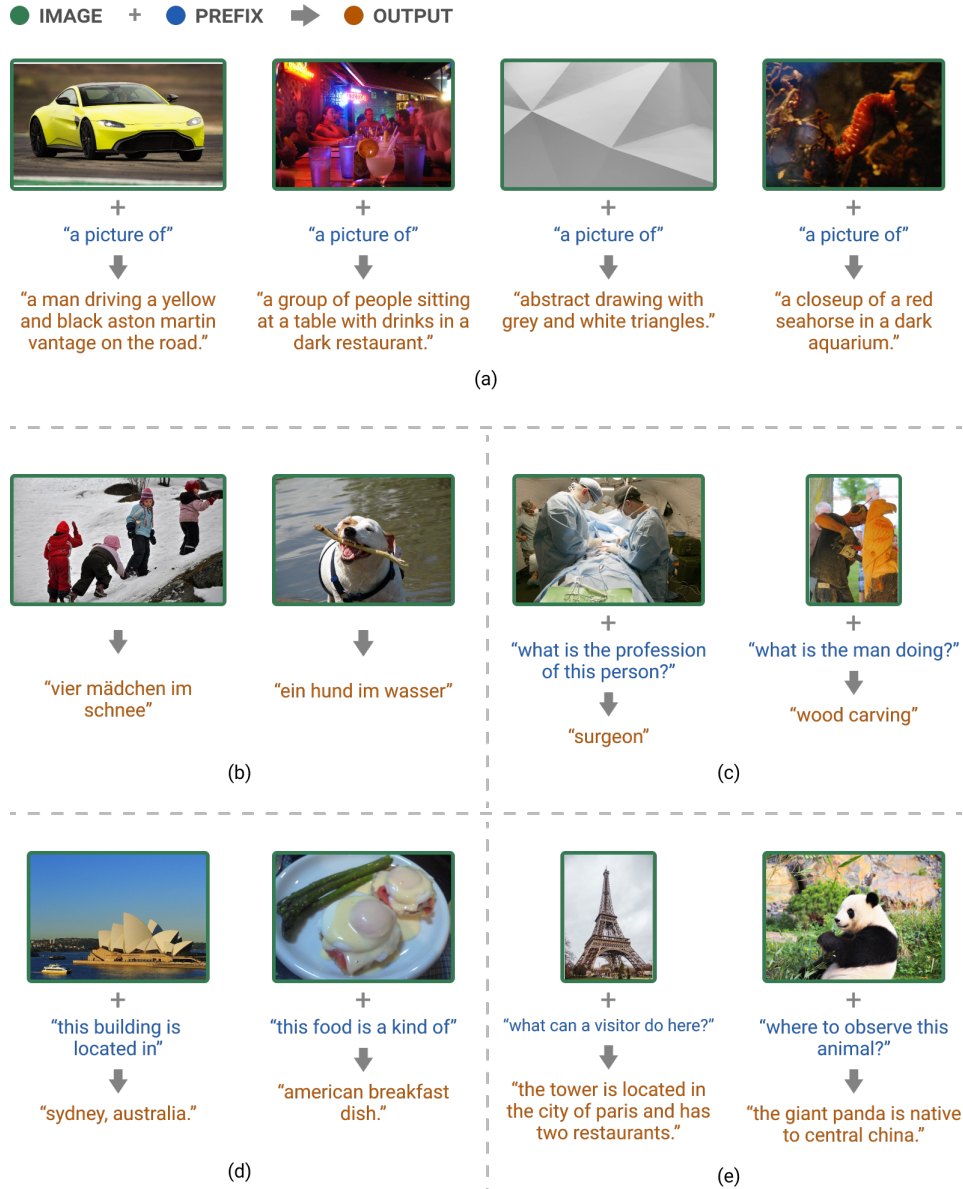 IMAGE + PREFIX OUTPUT
+ + + +
“a picture of” “a picture of” “a picture of” “a picture of”
“a man driving a yellow
and black aston martin
vantage on the road.”
“a group of people sitting
at a table with drinks in a
dark restaurant.”
“abstract drawing with
grey and white triangles.”
“a closeup of a red
seahorse in a dark
aquarium.”
(a)
“vier mädchen im
schnee”
“ein hund im wasser”
(b)
+
“what is the profession
of this person?”
“surgeon”
+
“what is the man doing?”
“wood carving”
(c)
+
“this building is
located in”
“sydney, australia.”
+
“this food is a kind of”
“american breakfast
dish.”
(d)
+
“what can a visitor do here?”
“the tower is located in
the city of paris and has
two restaurants.”
+
“where to observe this
animal?”
“the giant panda is native
to central china.”
(e)